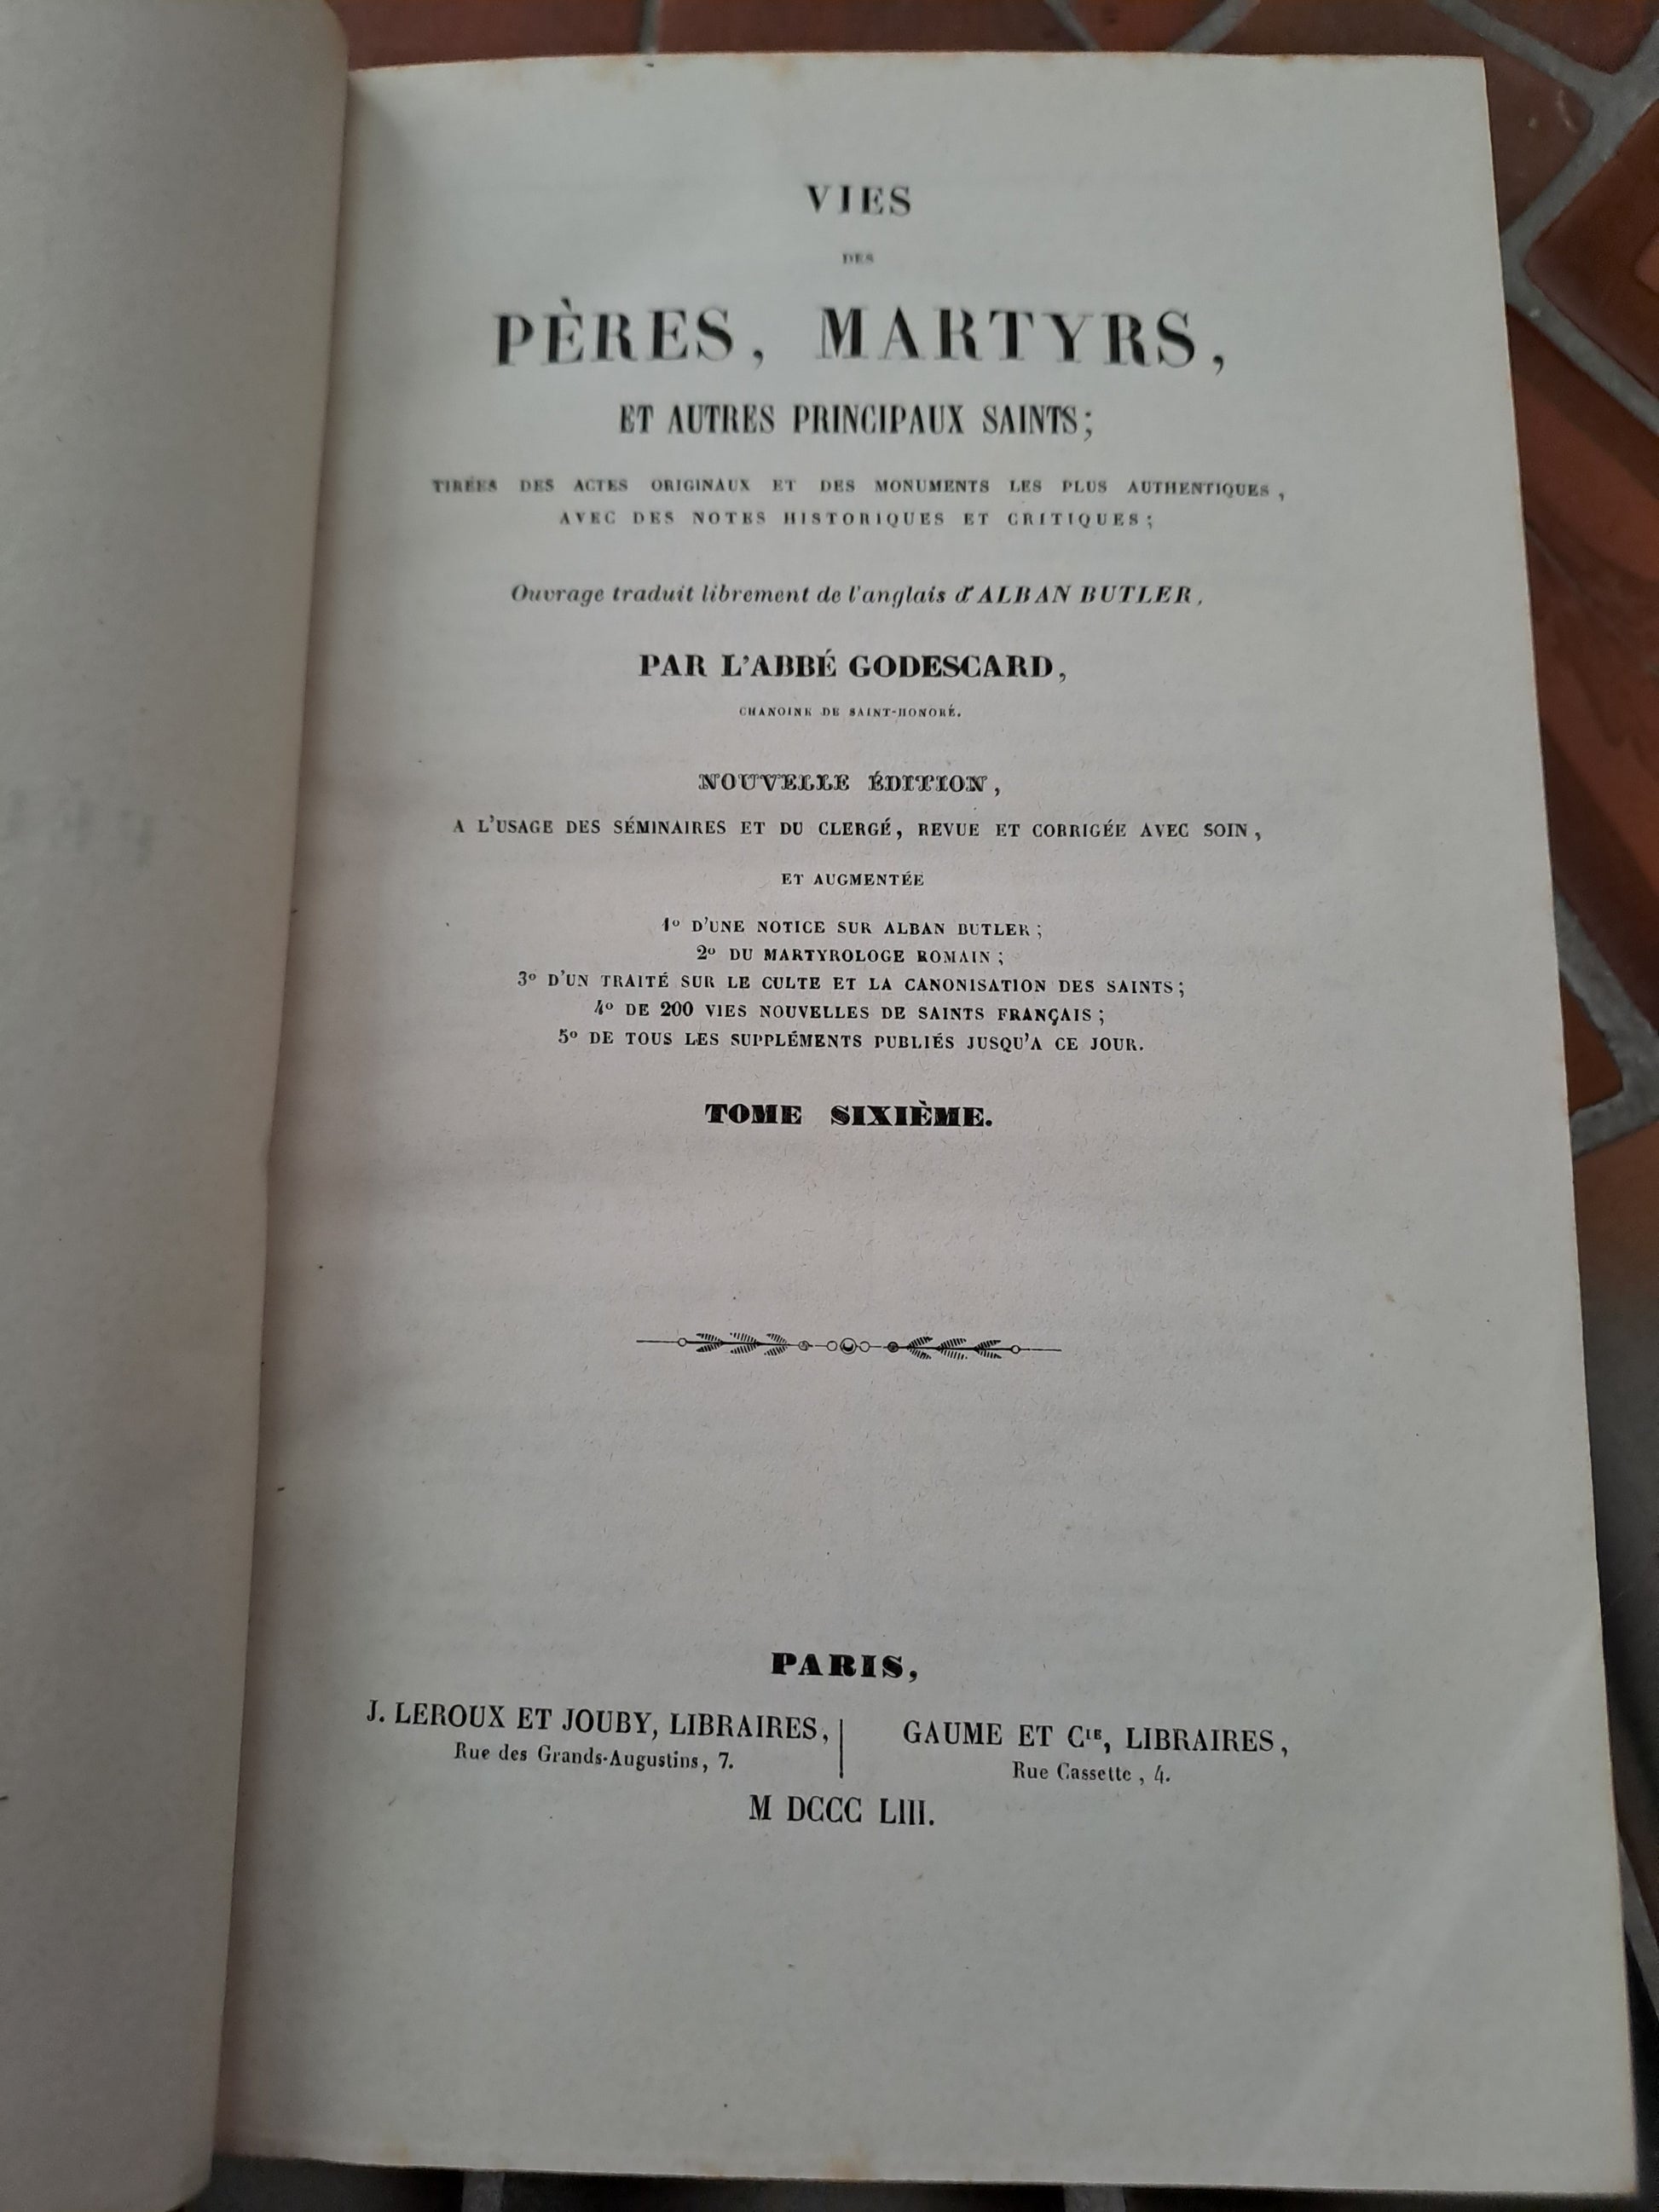 VIES
DES
PÈRES, MARTYRS,
ET AUTRES PRINCIPAUX SAINTS;
TIRÉES DES ACTES ORIGINAUX ET DES MONUMENTS LES PLUS AUTHENTIQUES,
AVEC DES NOTES HISTORIQUES ET CRITIQUES;
Ouvrage traduit librement de l'anglais d'ALBAN BUTLER,
PAR L'ABBÉ GODESCARD,
CHANOINE DE SAINT-HONORÉ.
NOUVELLE ÉDITION,
A L'USAGE DES SÉMINAIRES ET DU CLERGÉ, REVUE ET CORRIGÉE AVEC SOIN,
ET AUGMENTÉE
1º D'UNE NOTICE SUR ALBAN BUTLER;
2º DU MARTYROLOGE ROMAIN;
3º D'UN TRAITÉ SUR LE CULTE ET LA CANONISATION DES SAINTS;
4º DE 200 VIES NOUVELLES DE SAINTS FRANÇAIS;
5º DE TOUS LES SUPPLÉMENTS PUBLIÉS JUSQU'A CE JOUR.
TOME SIXIÈME.
PARIS,
J. LEROUX ET JOUBY, LIBRAIRES,
Rue des Grands-Augustins, 7.
GAUME ET Cie, LIBRAIRES,
Rue Cassette, 4.
M DCCC LIII.